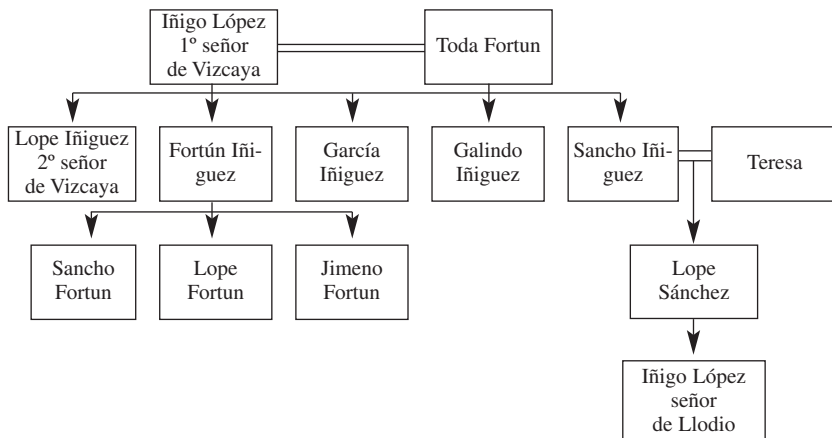 Iñigo López
1º señor
de Vizcaya
Toda Fortun
Lope Iñiguez
2º señor
de Vizcaya
Fortún Iñi-
guez
García
Iñiguez
Galindo
Iñiguez
Sancho Iñi-
guez
Teresa
Sancho
Fortun
Lope
Fortun
Jimeno
Fortun
Lope
Sánchez
Iñigo López
señor
de Llodio